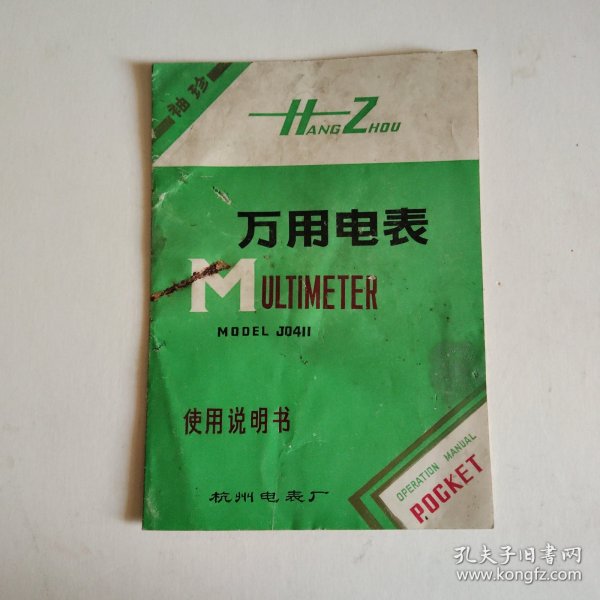 袖珍
HANG ZHOU
万用电表
MULTIMETER
MODEL J0411
使用说明书
OPERATION MANUAL
POCKET
杭州电表厂
孔夫子旧书网
www.kongfz.com